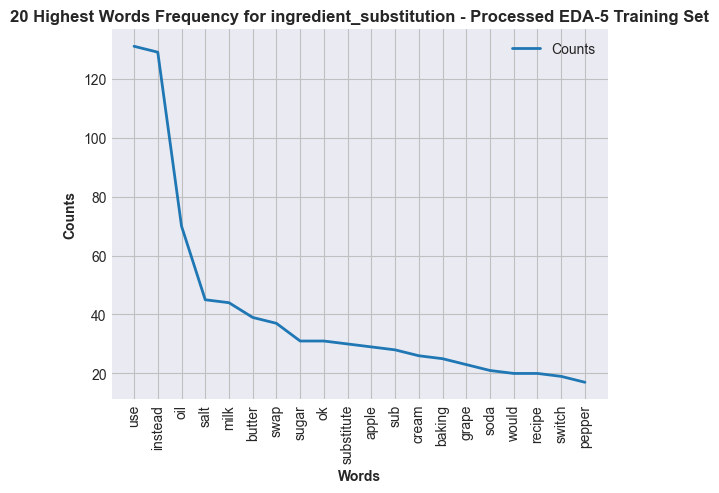 20 Highest Words Frequency for ingredient_substitution - Processed EDA-5 Training Set
Counts
120
100
80
60
40
20
Counts
use
instead
oil
salt
milk
butter
swap
sugar
ok
substitute
apple
sub
cream
baking
grape
soda
would
recipe
switch
pepper
Words